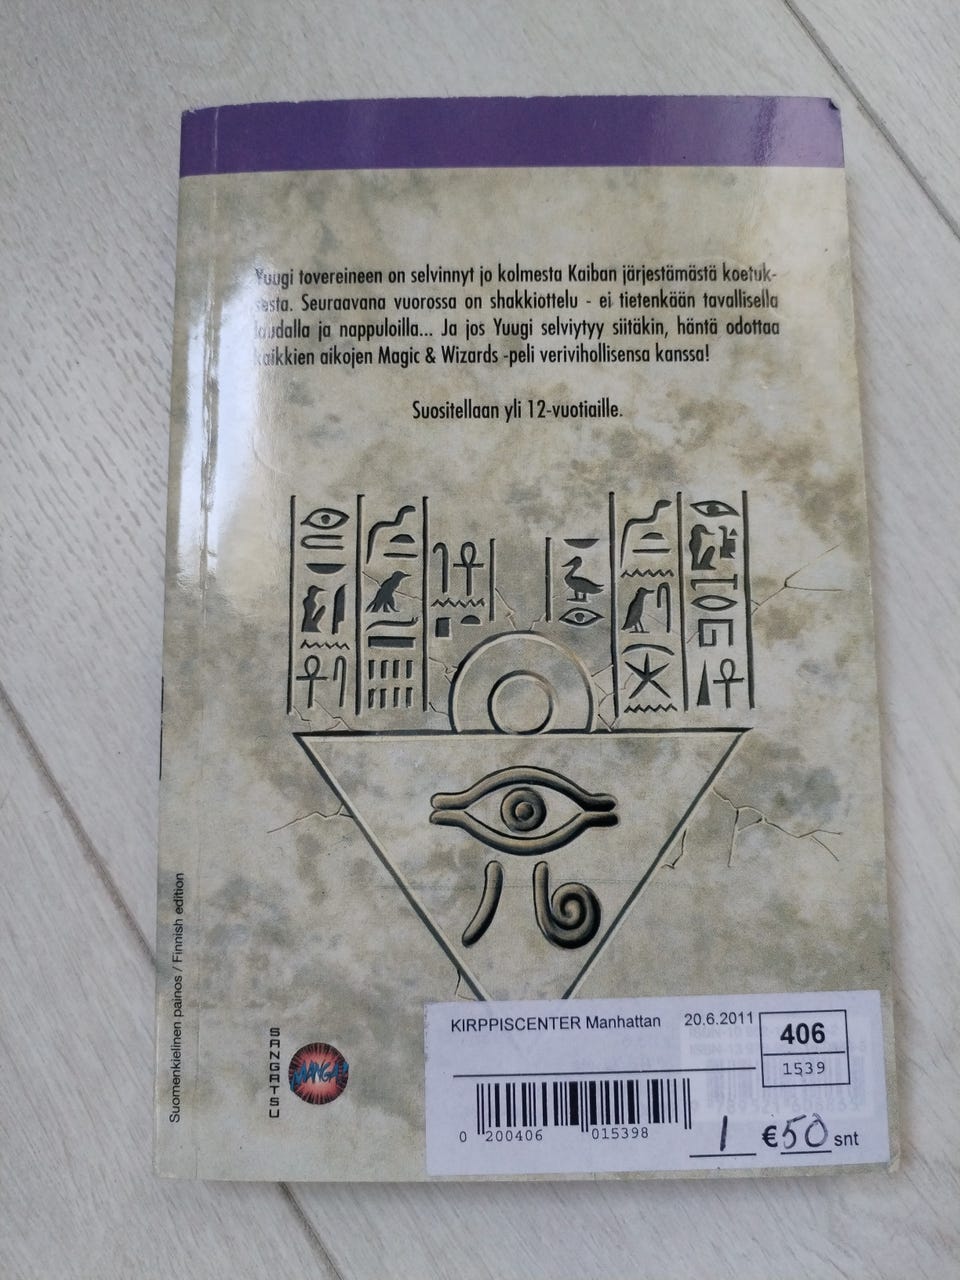 Yuugi tovereineen on selvinnyt jo kolmesta Kaiban järjestämästä koetuk-
sesta. Seuraavana vuorossa on shakkiottelu - ei tietenkään tavallisella
laudalla ja nappuloilla... Ja jos Yuugi selviytyy siitäkin, häntä odottaa
kaikkien aikojen Magic & Wizards -peli verivihollisensa kanssa!
Suositellaan yli 12-vuotiaille.
Suomenkielinen painos / Finnish edition
SANGATSU
MANGA!
KIRPPISCENTER Manhattan 20.6.2011
406
1539
0 200406 015398
1 €50 snt